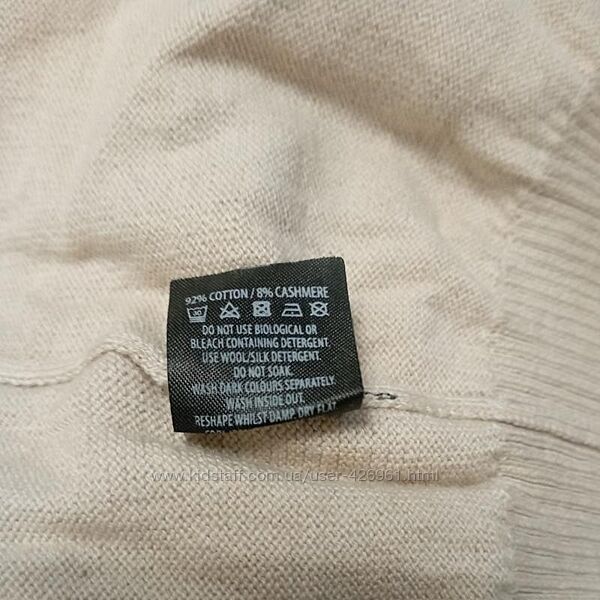 92% COTTON / 8% CASHMERE
30
DO NOT USE BIOLOGICAL OR
BLEACH CONTAINING DETERGENT.
USE WOOL/SILK DETERGENT.
DO NOT SOAK.
WASH DARK COLOURS SEPARATELY.
WASH INSIDE OUT.
RESHAPE WHILST DAMP DRY FLAT
www.kidstaff.com.ua/user-428961.html